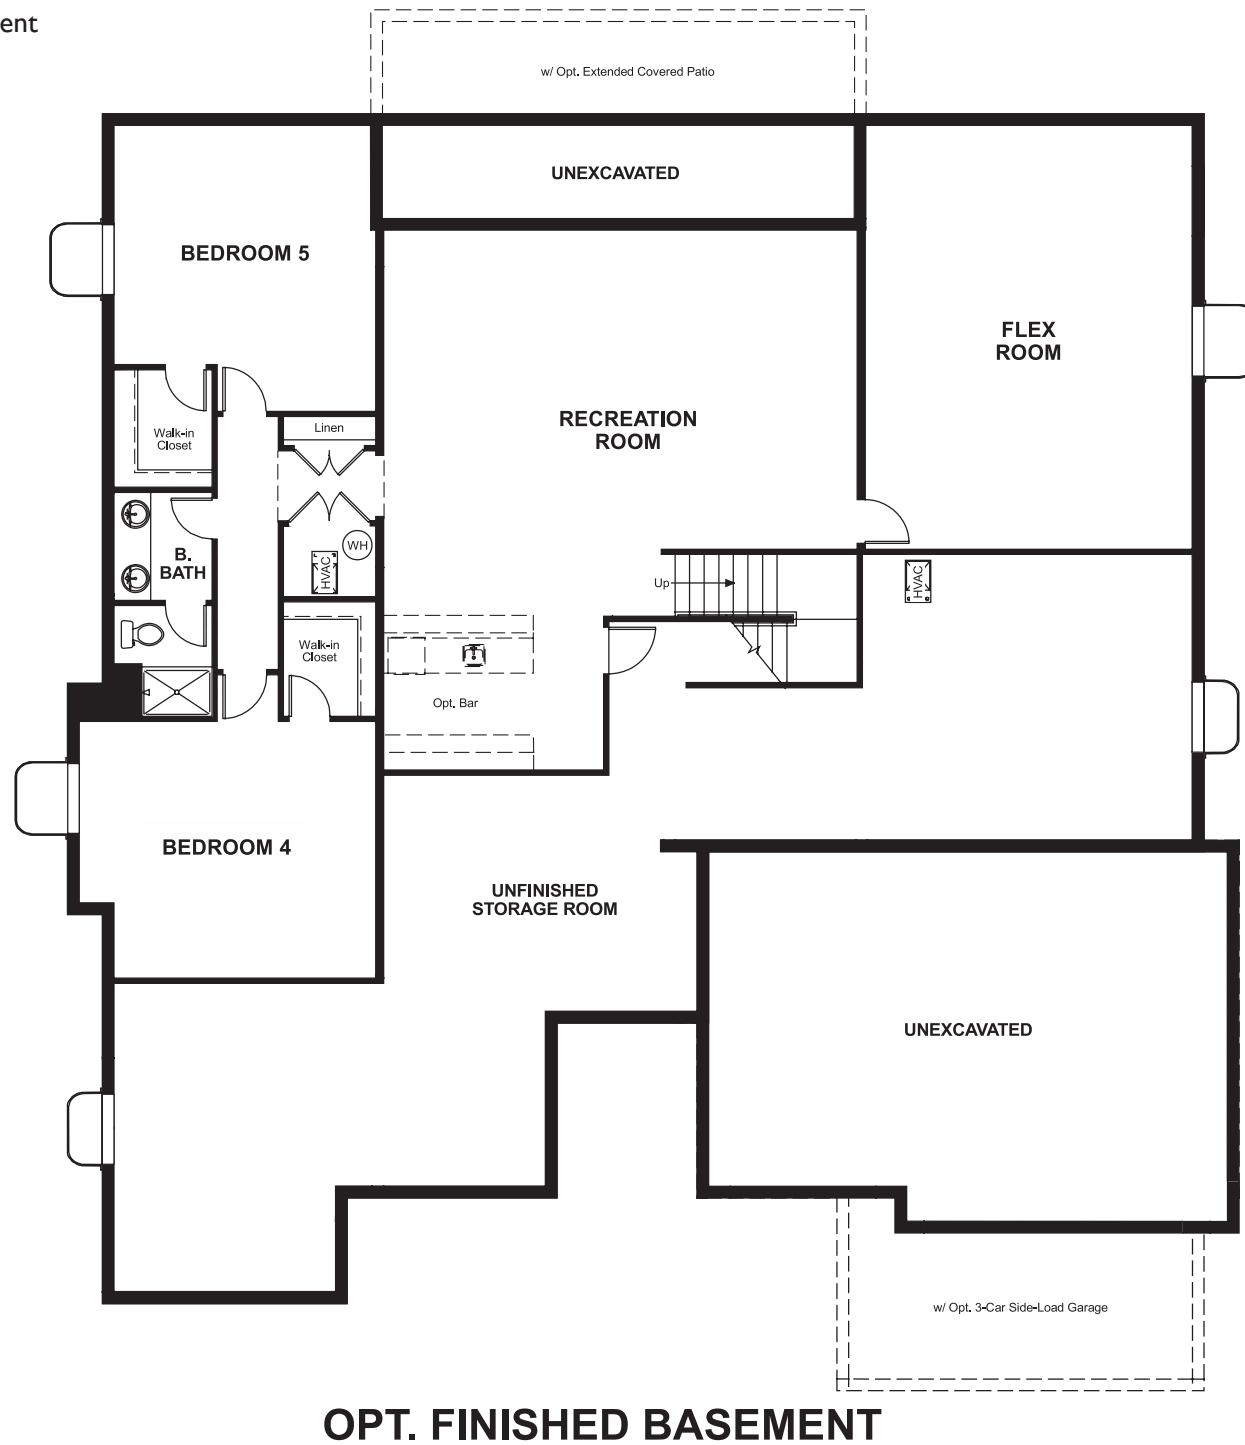 ent
w/ Opt. Extended Covered Patio
UNEXCAVATED
BEDROOM 5
FLEX
ROOM
RECREATION
ROOM
Linen
Walk-in
Closet
WH
HVAC
B.
BATH
Up
HVAC
Walk-in
Closet
Opt. Bar
BEDROOM 4
UNFINISHED
STORAGE ROOM
UNEXCAVATED
w/ Opt. 3-Car Side-Load Garage
OPT. FINISHED BASEMENT